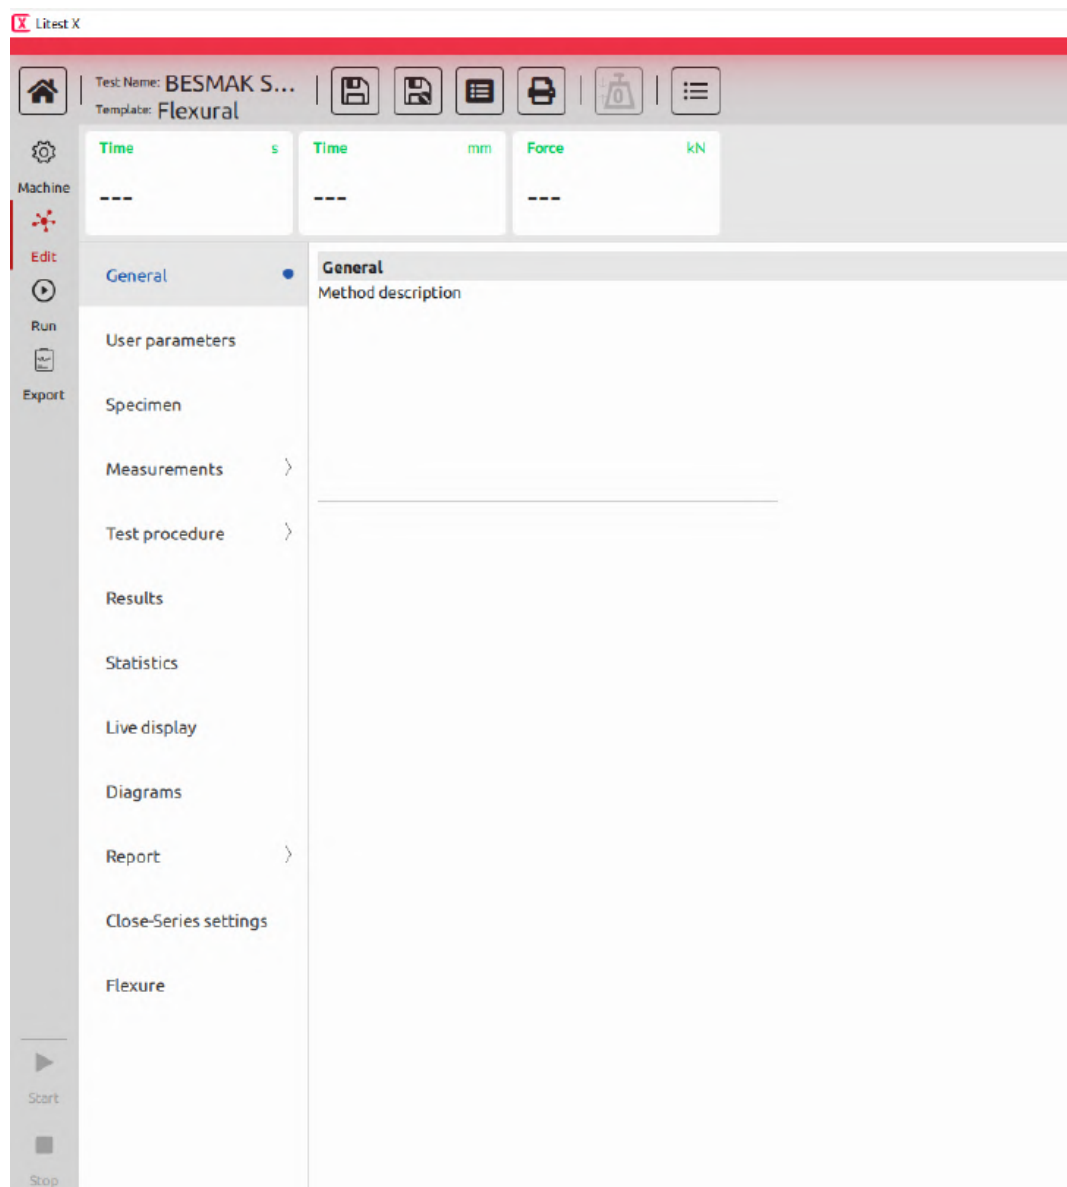 X Litest X
Test Name: BESMAK S...
Template: Flexural
0
Time s
---
Time mm
---
Force kN
---
Machine
Edit
Run
Export
Start
Stop
General
User parameters
Specimen
Measurements
Test procedure
Results
Statistics
Live display
Diagrams
Report
Close-Series settings
Flexure
General
Method description